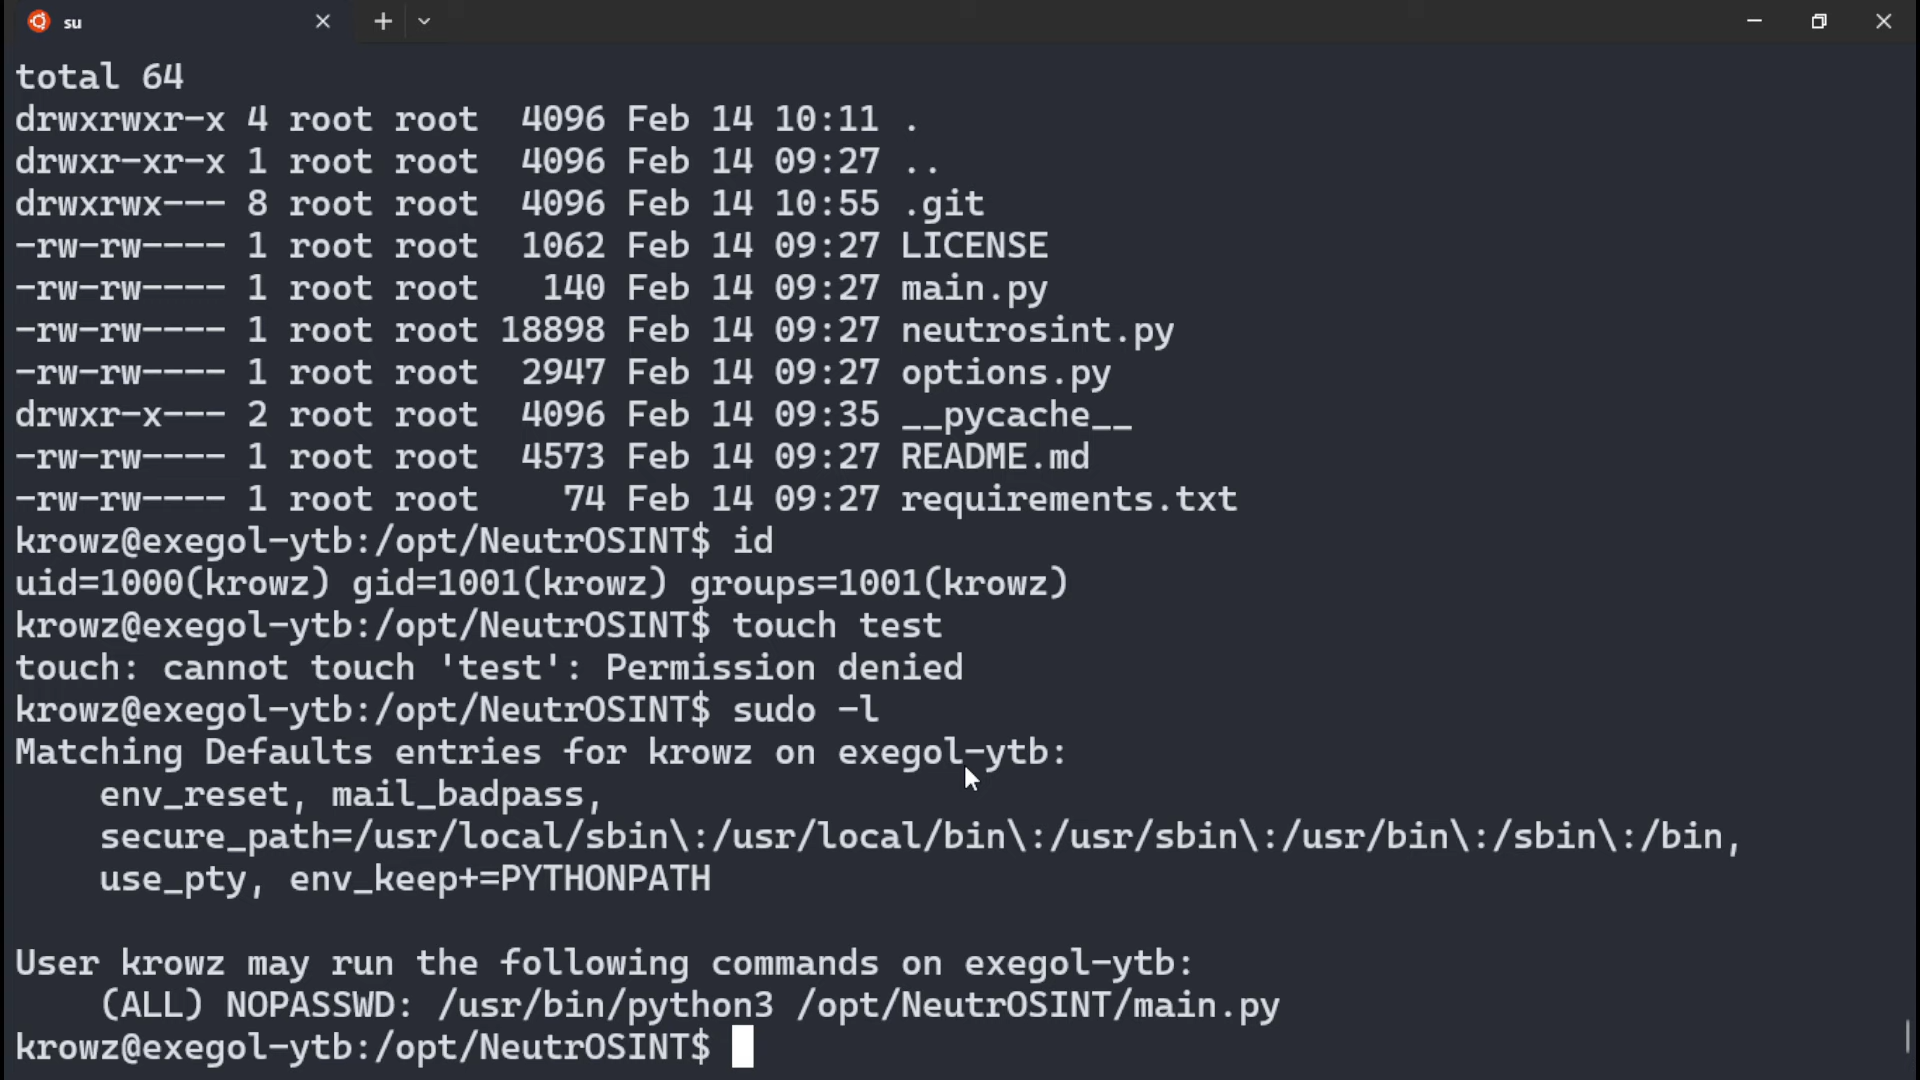 su
total 64
drwxrwxr-x 4 root root  4096 Feb 14 10:11 .
drwxr-xr-x 1 root root  4096 Feb 14 09:27 ..
drwxrwx--- 8 root root  4096 Feb 14 10:55 .git
-rw-rw---- 1 root root  1062 Feb 14 09:27 LICENSE
-rw-rw---- 1 root root   140 Feb 14 09:27 main.py
-rw-rw---- 1 root root 18898 Feb 14 09:27 neutrosint.py
-rw-rw---- 1 root root  2947 Feb 14 09:27 options.py
drwxr-x--- 2 root root  4096 Feb 14 09:35 __pycache__
-rw-rw---- 1 root root  4573 Feb 14 09:27 README.md
-rw-rw---- 1 root root    74 Feb 14 09:27 requirements.txt
krowz@exegol-ytb:/opt/NeutrOSINT$ id
uid=1000(krowz) gid=1001(krowz) groups=1001(krowz)
krowz@exegol-ytb:/opt/NeutrOSINT$ touch test
touch: cannot touch 'test': Permission denied
krowz@exegol-ytb:/opt/NeutrOSINT$ sudo -l
Matching Defaults entries for krowz on exegol-ytb:
    env_reset, mail_badpass,
    secure_path=/usr/local/sbin\:/usr/local/bin\:/usr/sbin\:/usr/bin\:/sbin\:/bin,
    use_pty, env_keep+=PYTHONPATH

User krowz may run the following commands on exegol-ytb:
    (ALL) NOPASSWD: /usr/bin/python3 /opt/NeutrOSINT/main.py
krowz@exegol-ytb:/opt/NeutrOSINT$